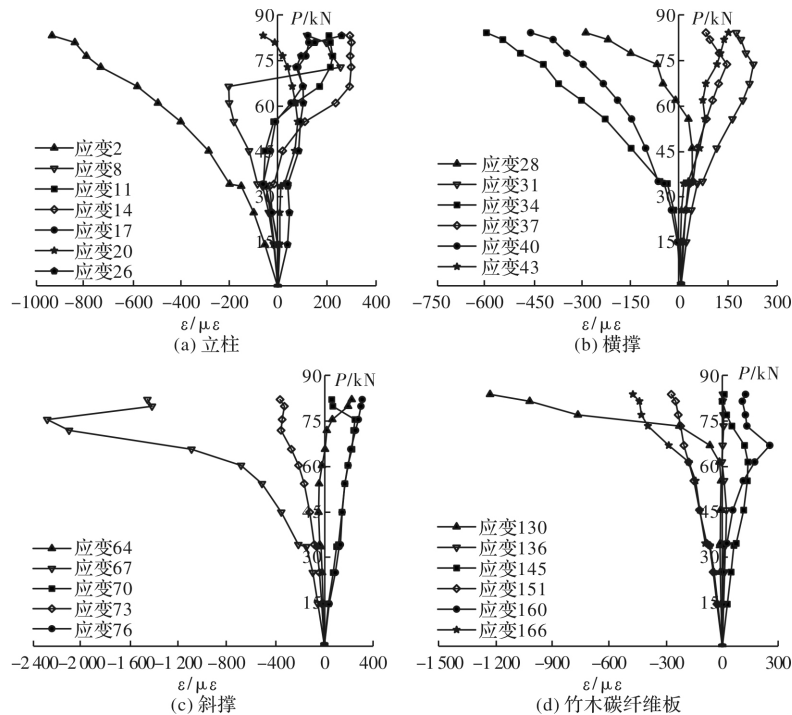 90
P/kN
75
60
45
30
15
应变2
应变8
应变11
应变14
应变17
应变20
应变26
-1000 -800 -600 -400 -200 0 200 400
ε/με
(a) 立柱
90
P/kN
75
60
45
30
15
应变28
应变31
应变34
应变37
应变40
应变43
-750 -600 -450 -300 -150 0 150 300
ε/με
(b) 横撑
90
P/kN
75
60
45
30
15
应变64
应变67
应变70
应变73
应变76
-2 400 -2 000 -1 600 -1 200 -800 -400 0 400
ε/με
(c) 斜撑
90
P/kN
75
60
45
30
15
应变130
应变136
应变145
应变151
应变160
应变166
-1 500 -1 200 -900 -600 -300 0 300
ε/με
(d) 竹木碳纤维板